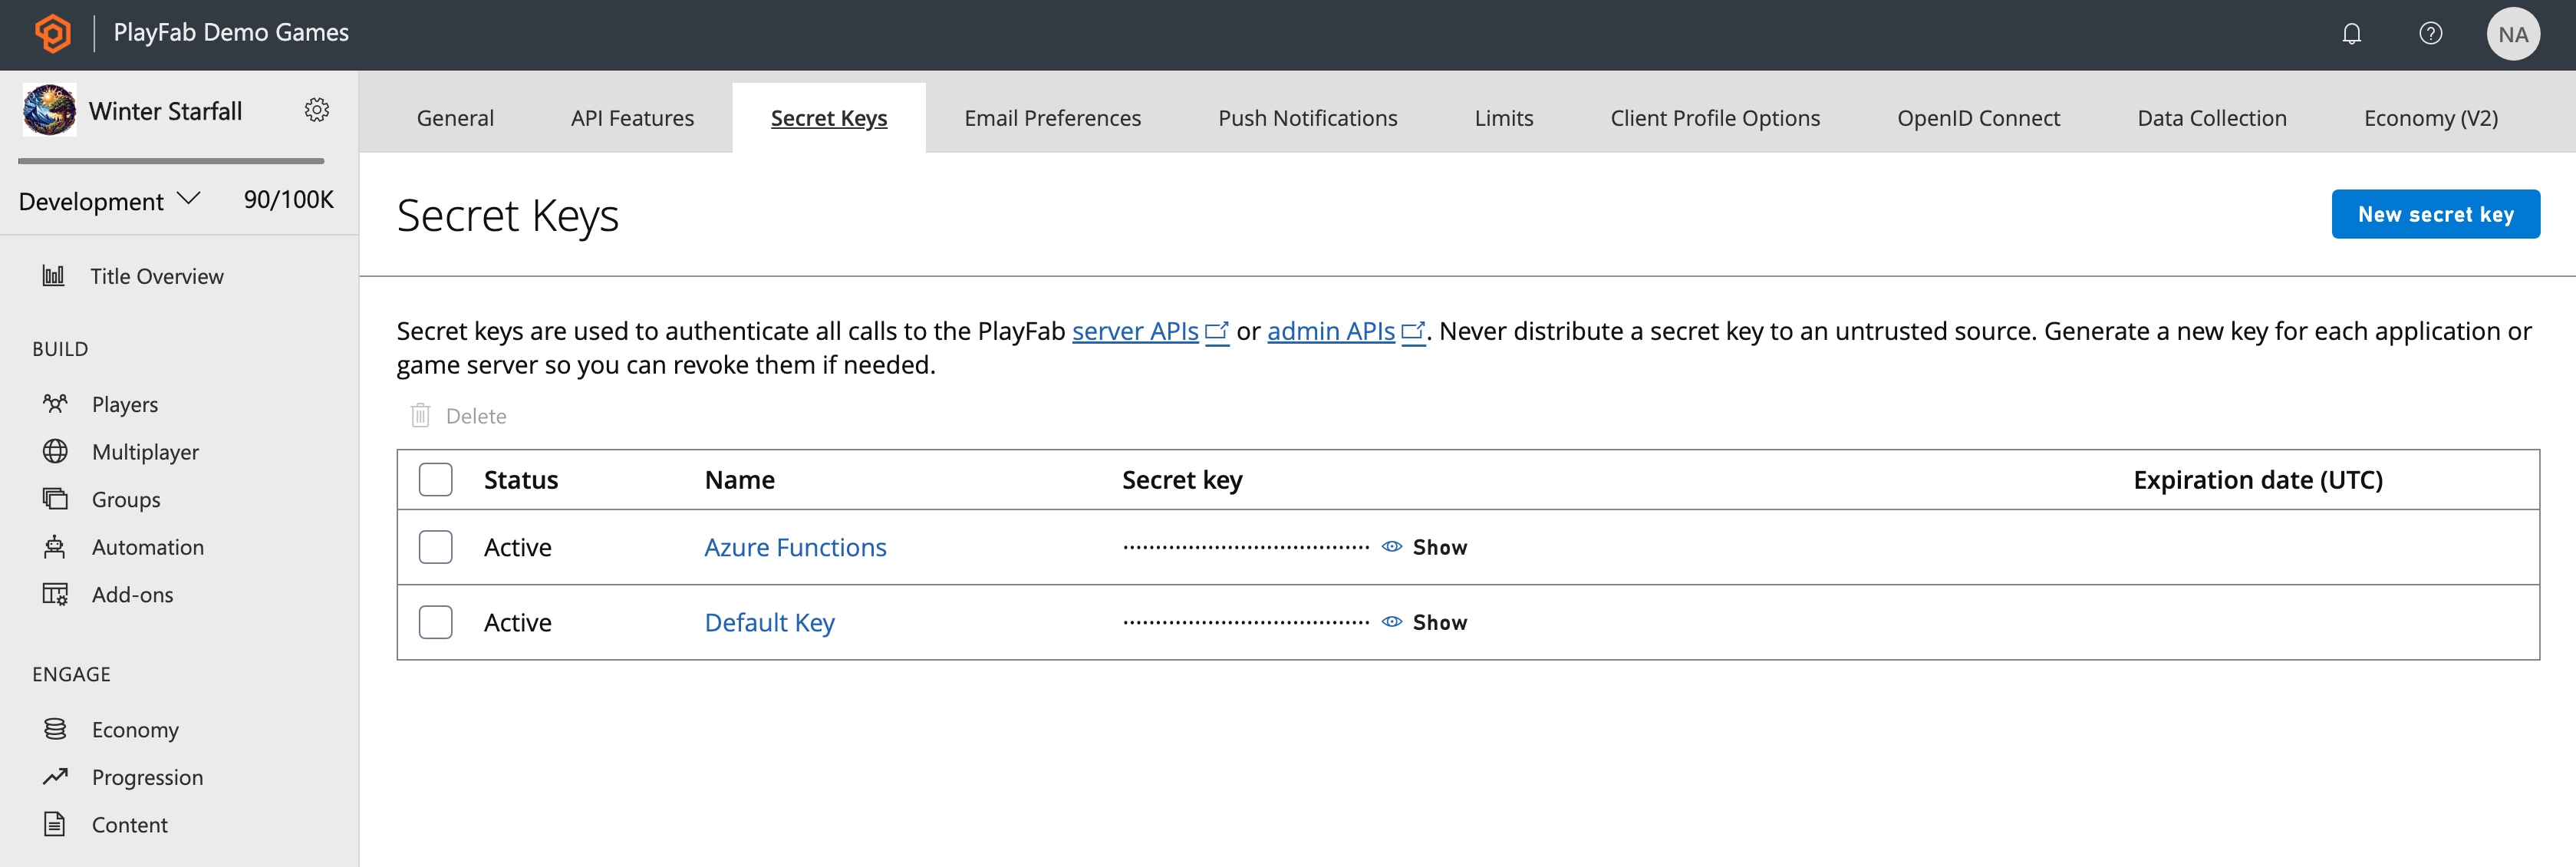 PlayFab Demo Games
NA
Winter Starfall
Development 90/100K
Title Overview
BUILD
Players
Multiplayer
Groups
Automation
Add-ons
ENGAGE
Economy
Progression
Content
General API Features Secret Keys Email Preferences Push Notifications Limits Client Profile Options OpenID Connect Data Collection Economy (V2)
Secret Keys
New secret key
Secret keys are used to authenticate all calls to the PlayFab server APIs or admin APIs. Never distribute a secret key to an untrusted source. Generate a new key for each application or
game server so you can revoke them if needed.
Delete
Status Name Secret key Expiration date (UTC)
Active Azure Functions Show
Active Default Key Show